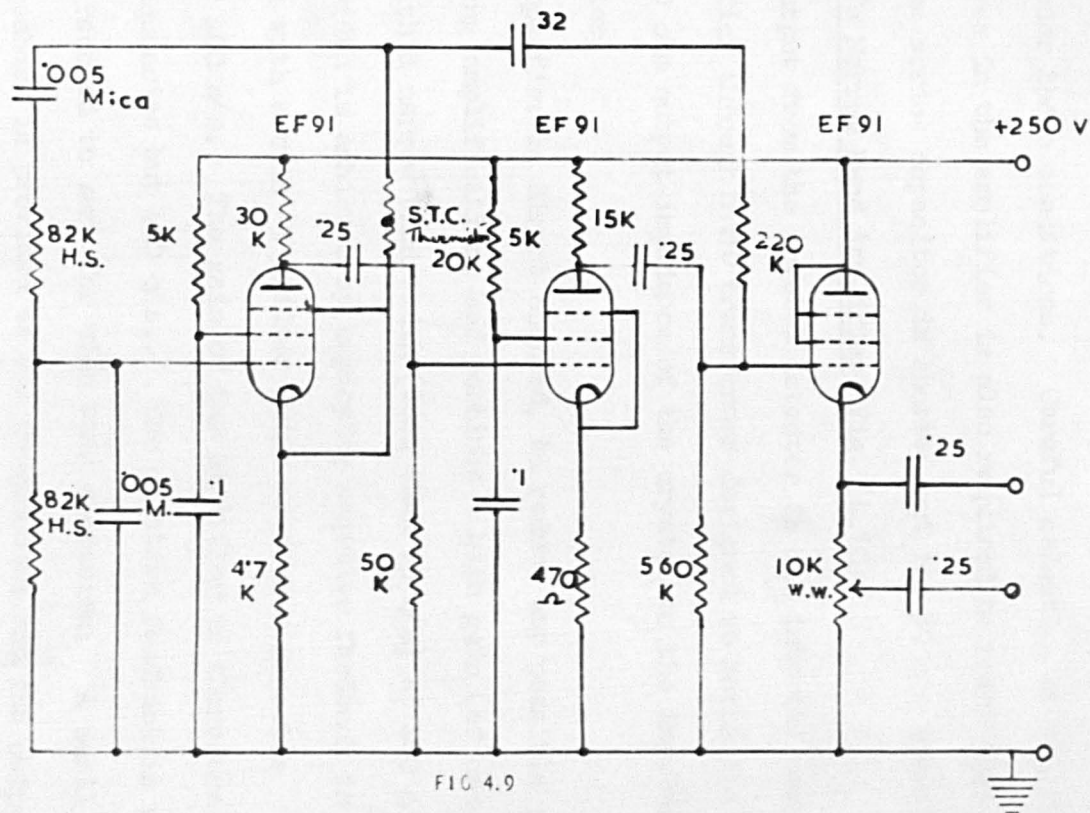 32
.005
Mica
EF91
EF91
EF91
+250 V
82K
H.S.
5K
30
K
.25
S.T.C.
Thermistor
20K
5K
15K
.25
220
K
82K
H.S.
.005
M.
.1
4.7
K
50
K
.1
470
Ω
560
K
10K
W.W.
.25
.25
FIG 4.9